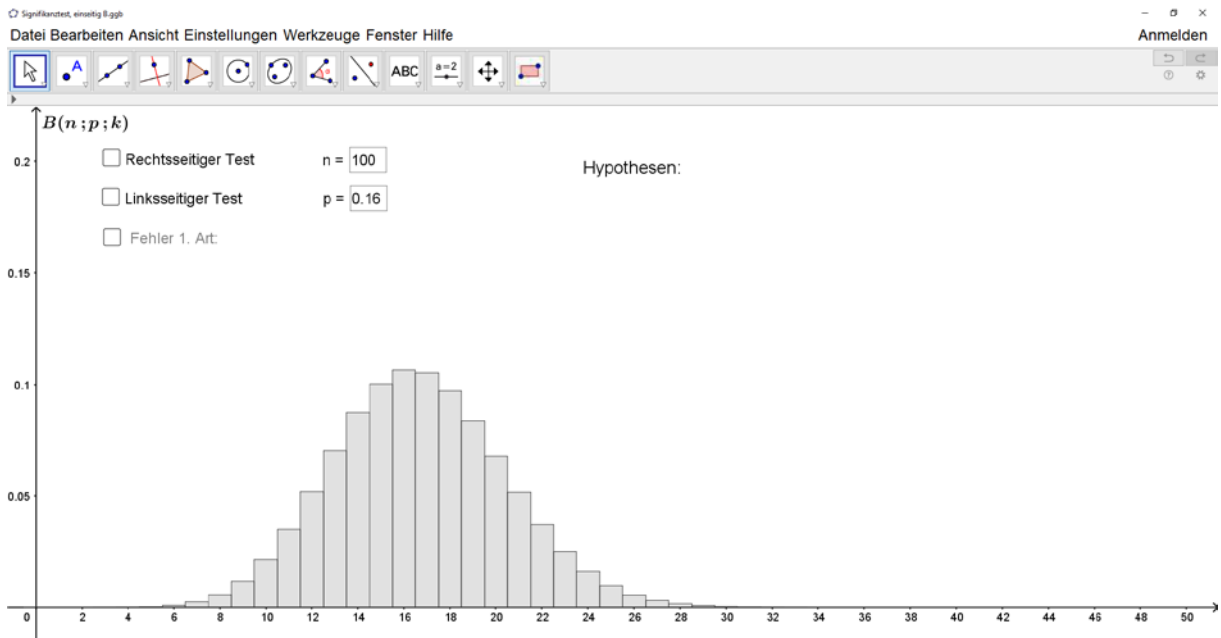 Signifikanztest, einseitig B.ggb
Datei Bearbeiten Ansicht Einstellungen Werkzeuge Fenster Hilfe
Anmelden
A
ABC
a=2
B(n;p;k)
Rechtsseitiger Test
n = 100
Hypothesen:
Linksseitiger Test
p = 0.16
Fehler 1. Art:
0.2
0.15
0.1
0.05
0 2 4 6 8 10 12 14 16 18 20 22 24 26 28 30 32 34 36 38 40 42 44 46 48 50